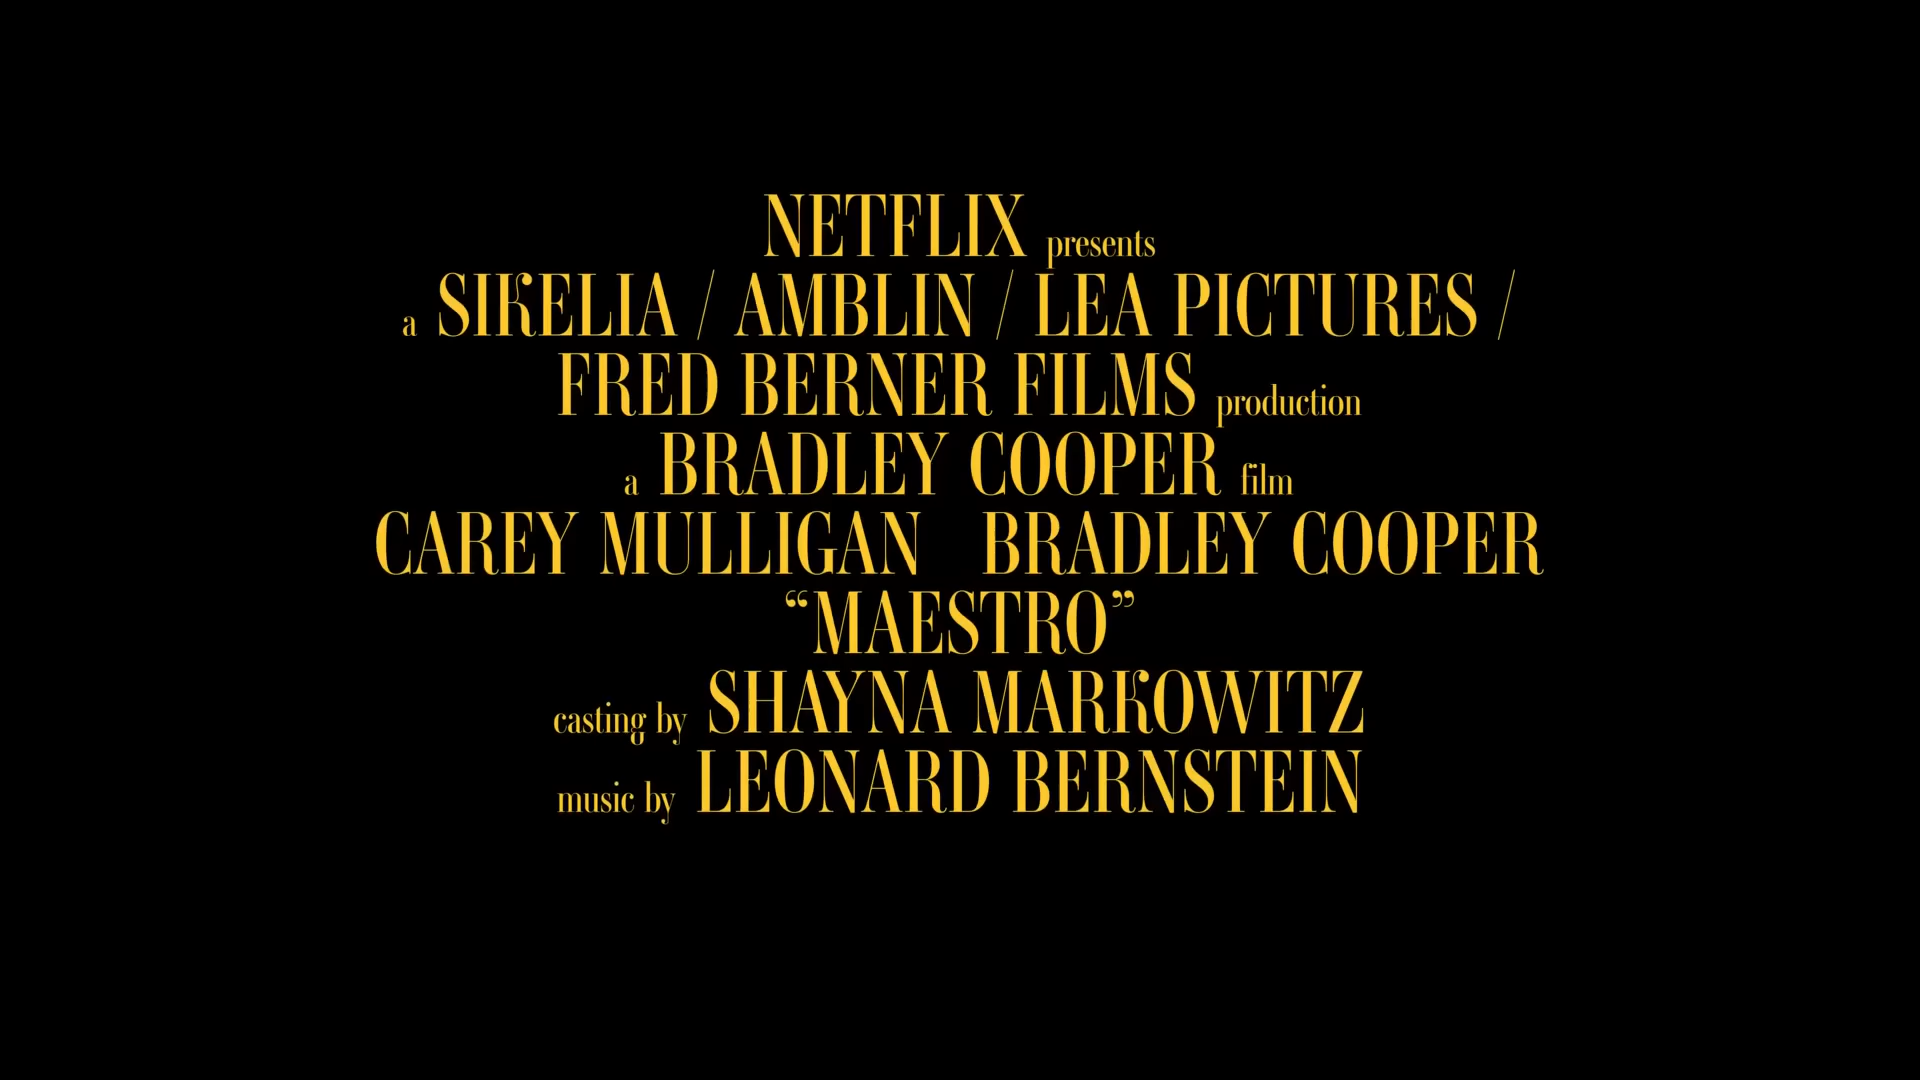 NETFLIX presents
a SIKELIA / AMBLIN / LEA PICTURES /
FRED BERNER FILMS production
a BRADLEY COOPER film
CAREY MULLIGAN BRADLEY COOPER
“MAESTRO”
casting by SHAYNA MARKOWITZ
music by LEONARD BERNSTEIN